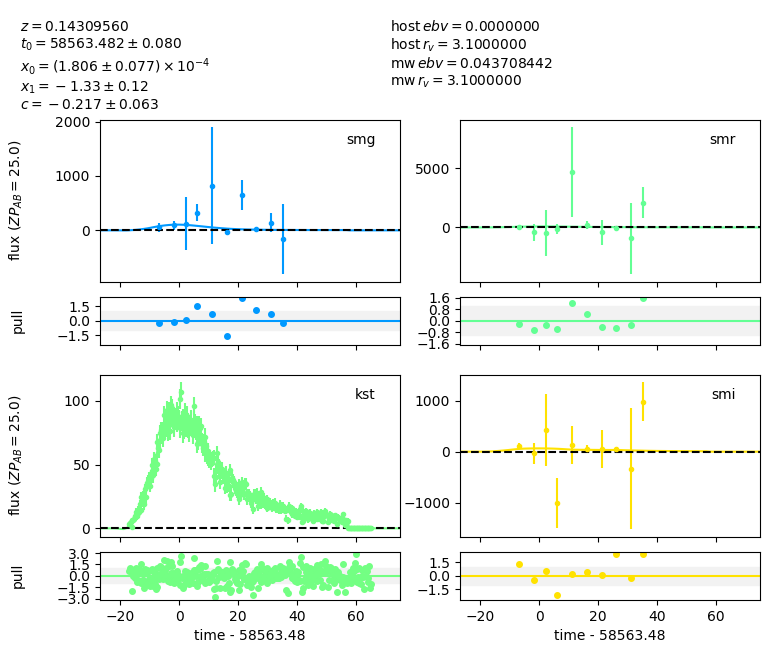 z = 0.14309560
t₀ = 58563.482 ± 0.080
x₀ = (1.806 ± 0.077) × 10⁻⁴
x₁ = −1.33 ± 0.12
c = −0.217 ± 0.063
host ebv = 0.0000000
host r_v = 3.1000000
mw ebv = 0.043708442
mw r_v = 3.1000000
flux (ZP_AB = 25.0)
2000
1000
0
smg
5000
0
smr
pull
1.5
0.0
−1.5
1.6
0.8
0.0
−0.8
−1.6
flux (ZP_AB = 25.0)
100
50
0
kst
1000
0
−1000
smi
pull
3.0
1.5
0.0
−1.5
−3.0
1.5
0.0
−1.5
−20 0 20 40 60
−20 0 20 40 60
time - 58563.48
time - 58563.48